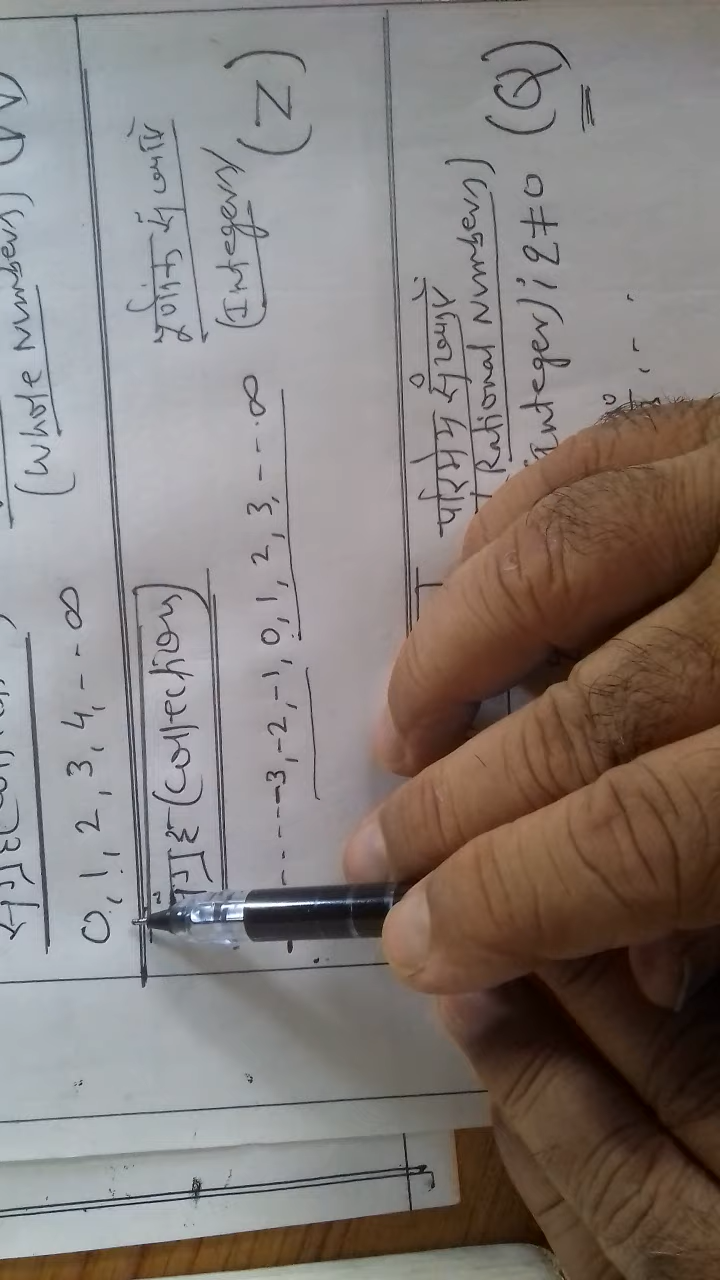 (Whole Numbers)
0, 1, 2, 3, 4, - - ∞
पूर्णांक संख्यायें
संग्रह (Collection)
(Integers) (Z)
- - - - -3, -2, -1, 0, 1, 2, 3, - - - ∞
परिमेय संख्यायें
(Rational Numbers) (Q)
integers; q≠0